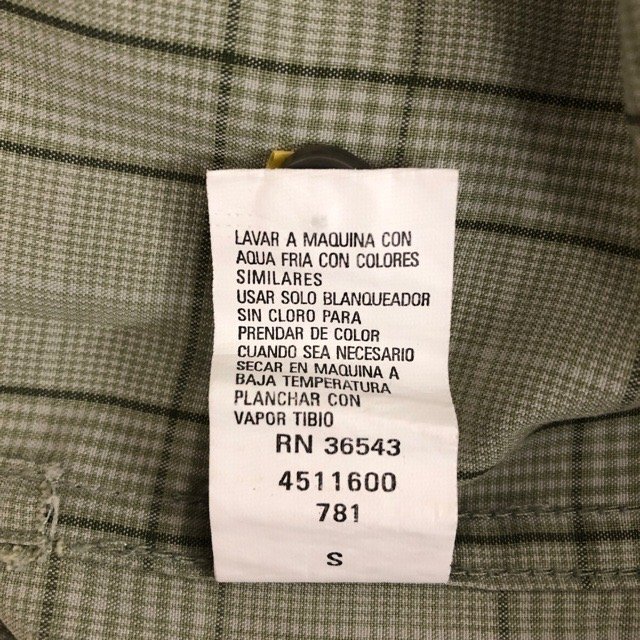 LAVAR A MAQUINA CON
AQUA FRIA CON COLORES
SIMILARES
USAR SOLO BLANQUEADOR
SIN CLORO PARA
PRENDAR DE COLOR
CUANDO SEA NECESARIO
SECAR EN MAQUINA A
BAJA TEMPERATURA
PLANCHAR CON
VAPOR TIBIO
RN 36543
4511600
781
S